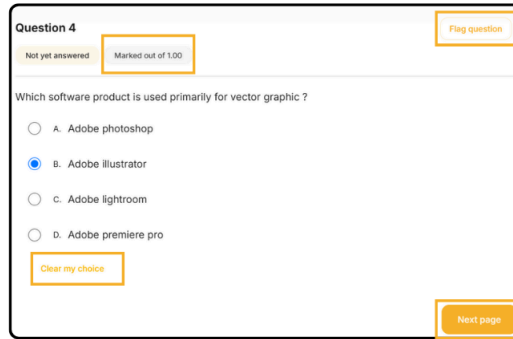 Question 4
Flag question
Not yet answered
Marked out of 1.00
Which software product is used primarily for vector graphic ?
A. Adobe photoshop
B. Adobe illustrator
C. Adobe lightroom
D. Adobe premiere pro
Clear my choice
Next page